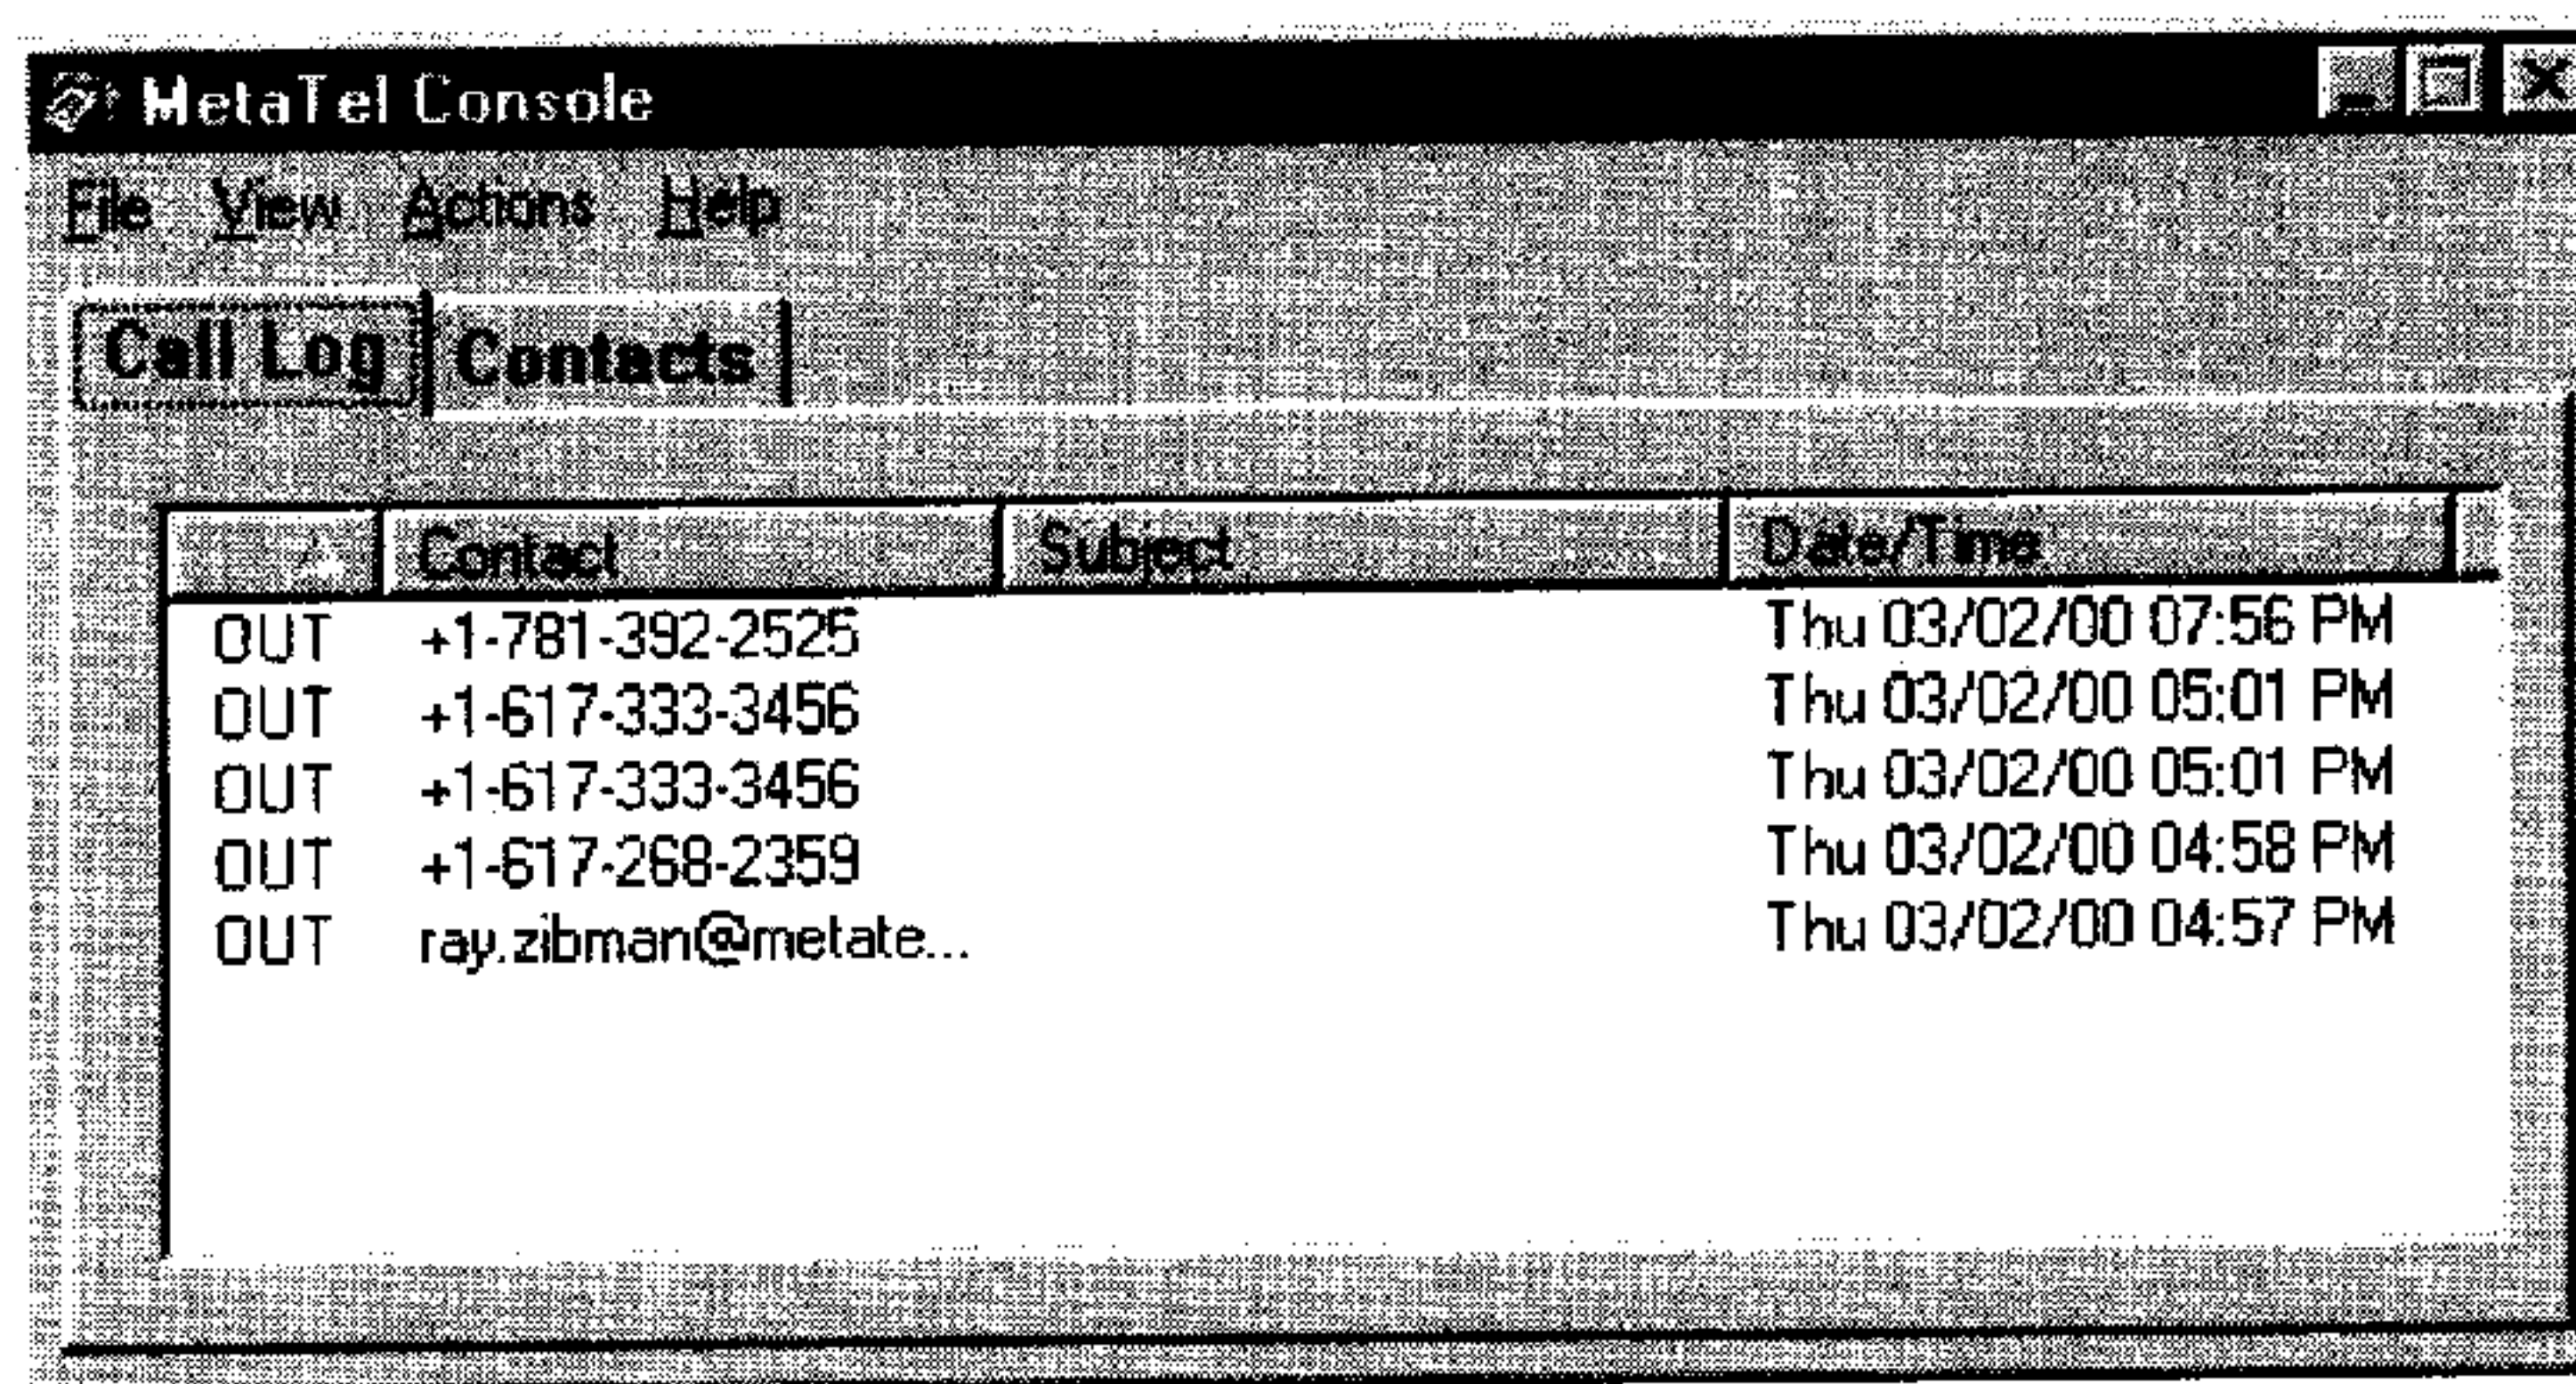 MetaTel Console
File View Actions Help
Call Log Contacts
Contact Subject Date/Time
OUT +1-781-392-2525 Thu 03/02/00 07:56 PM
OUT +1-617-333-3456 Thu 03/02/00 05:01 PM
OUT +1-617-333-3456 Thu 03/02/00 05:01 PM
OUT +1-617-268-2359 Thu 03/02/00 04:58 PM
OUT ray.zibman@metate... Thu 03/02/00 04:57 PM